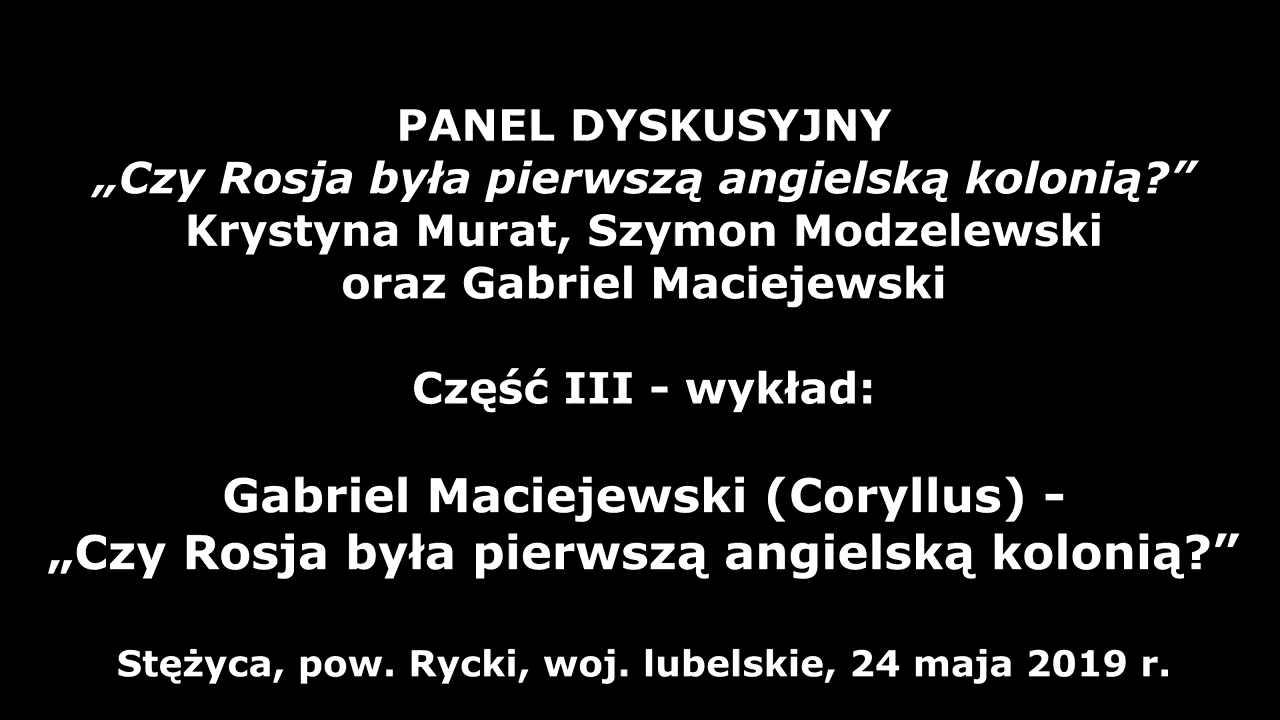 PANEL DYSKUSYJNY
„Czy Rosja była pierwszą angielską kolonią?”
Krystyna Murat, Szymon Modzelewski
oraz Gabriel Maciejewski
Część III - wykład:
Gabriel Maciejewski (Coryllus) -
„Czy Rosja była pierwszą angielską kolonią?”
Stężyca, pow. Rycki, woj. lubelskie, 24 maja 2019 r.